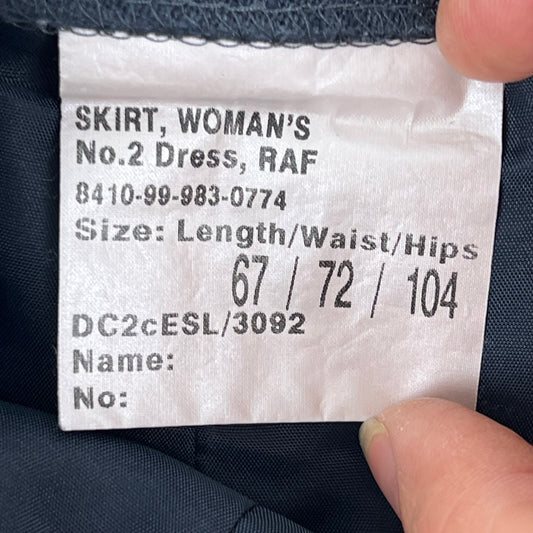 SKIRT, WOMAN'S
No.2 Dress, RAF
8410-99-983-0774
Size: Length/Waist/Hips
67 / 72 / 104
DC2cESL/3092
Name:
No: